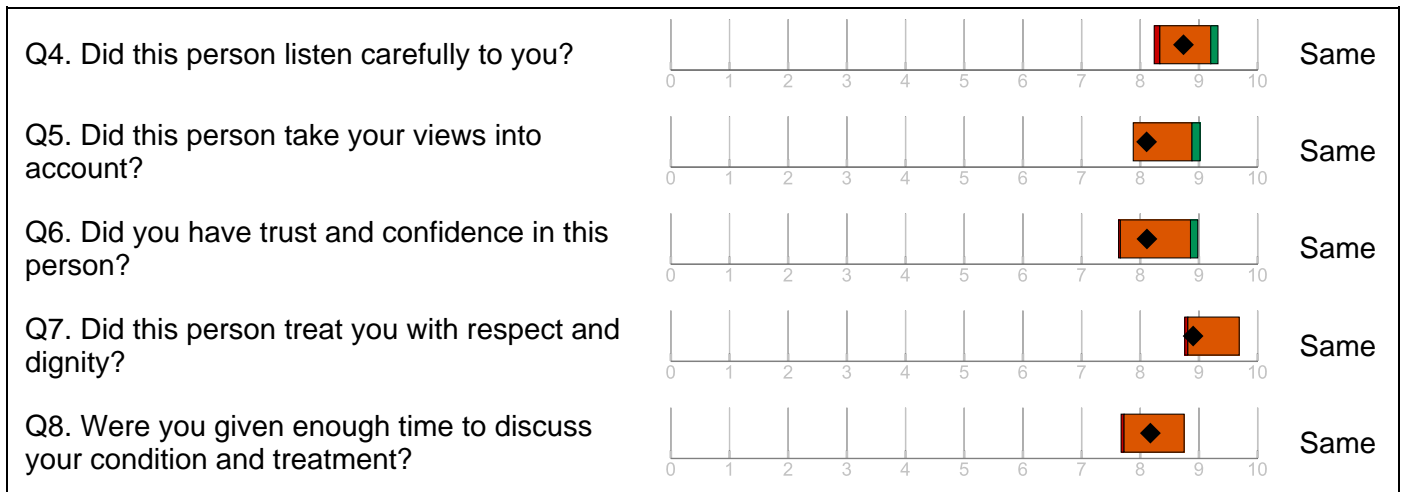 Q4. Did this person listen carefully to you?
0 1 2 3 4 5 6 7 8 9 10
Same
Q5. Did this person take your views into
account?
0 1 2 3 4 5 6 7 8 9 10
Same
Q6. Did you have trust and confidence in this
person?
0 1 2 3 4 5 6 7 8 9 10
Same
Q7. Did this person treat you with respect and
dignity?
0 1 2 3 4 5 6 7 8 9 10
Same
Q8. Were you given enough time to discuss
your condition and treatment?
0 1 2 3 4 5 6 7 8 9 10
Same